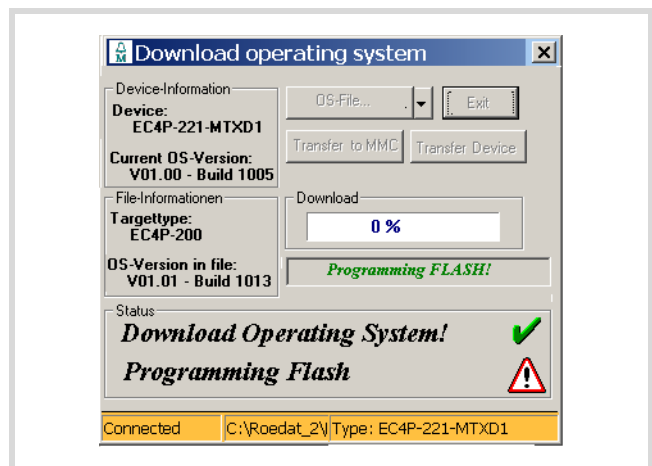 Download operating system
Device-Information
Device:
EC4P-221-MTXD1
Current OS-Version:
V01.00 - Build 1005
OS-File... .
Exit
Transfer to MMC
Transfer Device
File-Informationen
Targettype:
EC4P-200
OS-Version in file:
V01.01 - Build 1013
Download
0 %
Programming FLASH!
Status
Download Operating System!
Programming Flash
Connected
C:\Roedat_2\
Type: EC4P-221-MTXD1